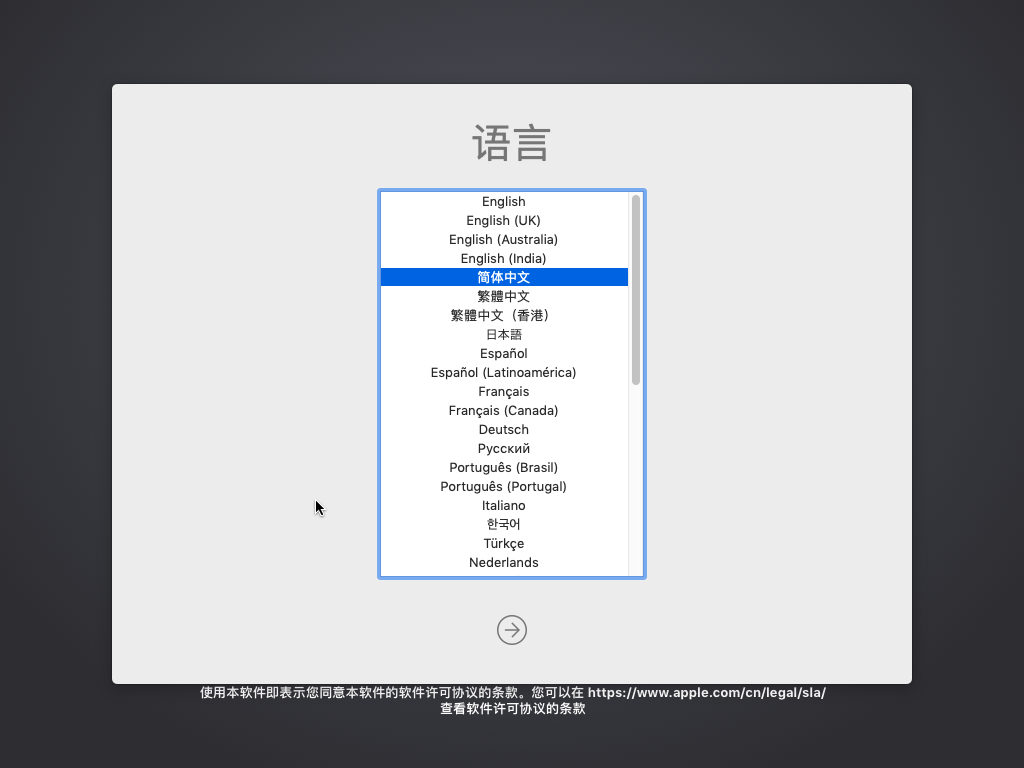 语言
English
English (UK)
English (Australia)
English (India)
简体中文
繁體中文
繁體中文（香港）
日本語
Español
Español (Latinoamérica)
Français
Français (Canada)
Deutsch
Русский
Português (Brasil)
Português (Portugal)
Italiano
한국어
Türkçe
Nederlands
使用本软件即表示您同意本软件的软件许可协议的条款。您可以在 https://www.apple.com/cn/legal/sla/
查看软件许可协议的条款